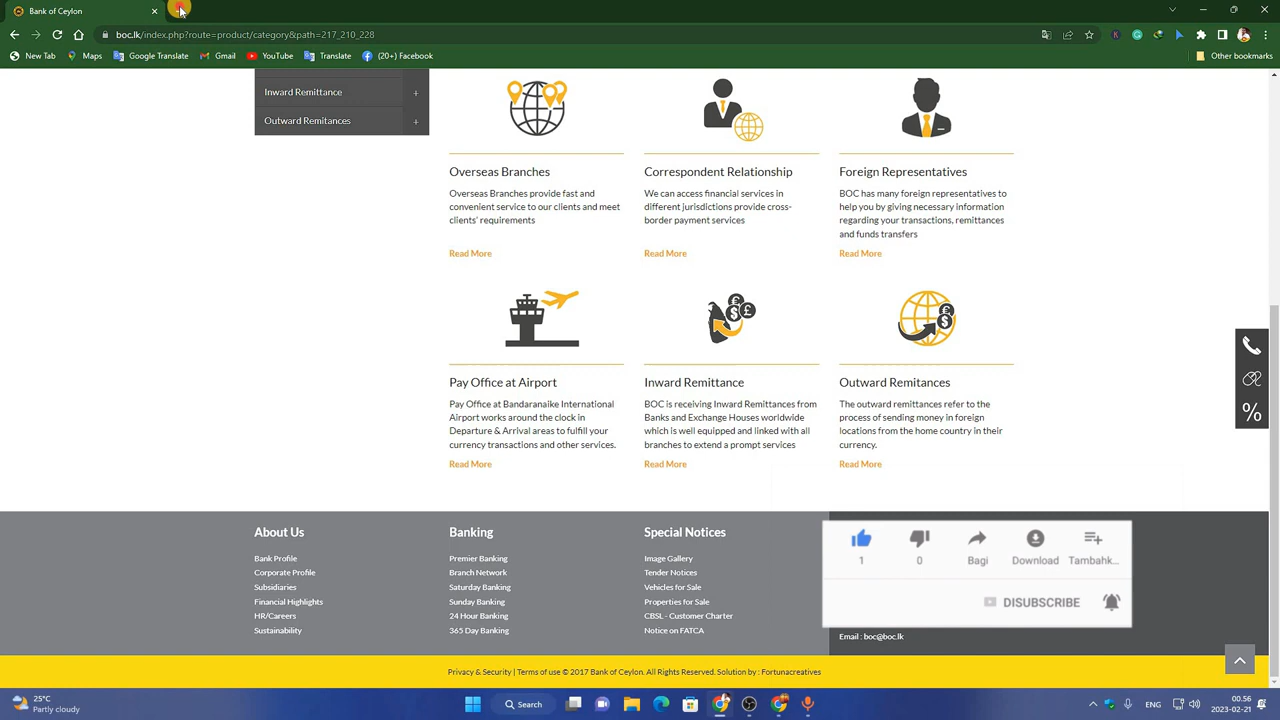 Bank of Ceylon
boc.lk/index.php?route=product/category&path=217_210_228
New Tab
Maps
Google Translate
Gmail
YouTube
Translate
(20+) Facebook
Other bookmarks
Inward Remittance +
Outward Remitances +
Overseas Branches
Overseas Branches provide fast and
convenient service to our clients and meet
clients' requirements
Read More
Correspondent Relationship
We can access financial services in
different jurisdictions provide cross-
border payment services
Read More
Foreign Representatives
BOC has many foreign representatives to
help you by giving necessary information
regarding your transactions, remittances
and funds transfers
Read More
Pay Office at Airport
Pay Office at Bandaranaike International
Airport works around the clock in
Departure & Arrival areas to fulfill your
currency transactions and other services.
Read More
Inward Remittance
BOC is receiving Inward Remittances from
Banks and Exchange Houses worldwide
which is well equipped and linked with all
branches to extend a prompt services
Read More
Outward Remitances
The outward remittances refer to the
process of sending money in foreign
locations from the home country in their
currency.
Read More
%
About Us
Bank Profile
Corporate Profile
Subsidiaries
Financial Highlights
HR/Careers
Sustainability
Banking
Premier Banking
Branch Network
Saturday Banking
Sunday Banking
24 Hour Banking
365 Day Banking
Special Notices
Image Gallery
Tender Notices
Vehicles for Sale
Properties for Sale
CBSL - Customer Charter
Notice on FATCA
1
0
Bagi
Download
Tambahk...
DISUBSCRIBE
Email : boc@boc.lk
Privacy & Security | Terms of use © 2017 Bank of Ceylon. All Rights Reserved. Solution by : Fortunacreatives
25°C
Partly cloudy
Search
ENG
00.56
2023-02-21